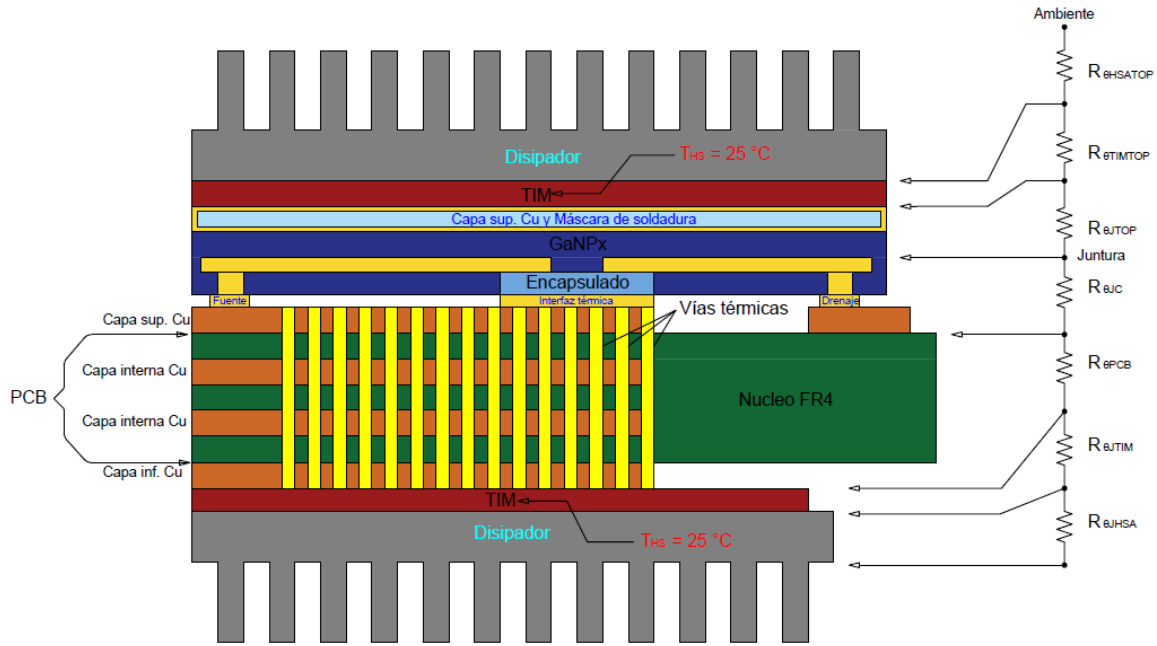 Ambiente
RθHSATOP
Disipador
THS = 25 °C
RθTIMTOP
TIM
Capa sup. Cu y Máscara de soldadura
RθJTOP
GaNPx
Juntura
Encapsulado
RθJC
Fuente
Interfaz térmica
Drenaje
Capa sup. Cu
Vías térmicas
Capa interna Cu
RθPCB
PCB
Nucleo FR4
Capa interna Cu
RθJTIM
Capa inf. Cu
TIM
RθJHSA
Disipador
THS = 25 °C